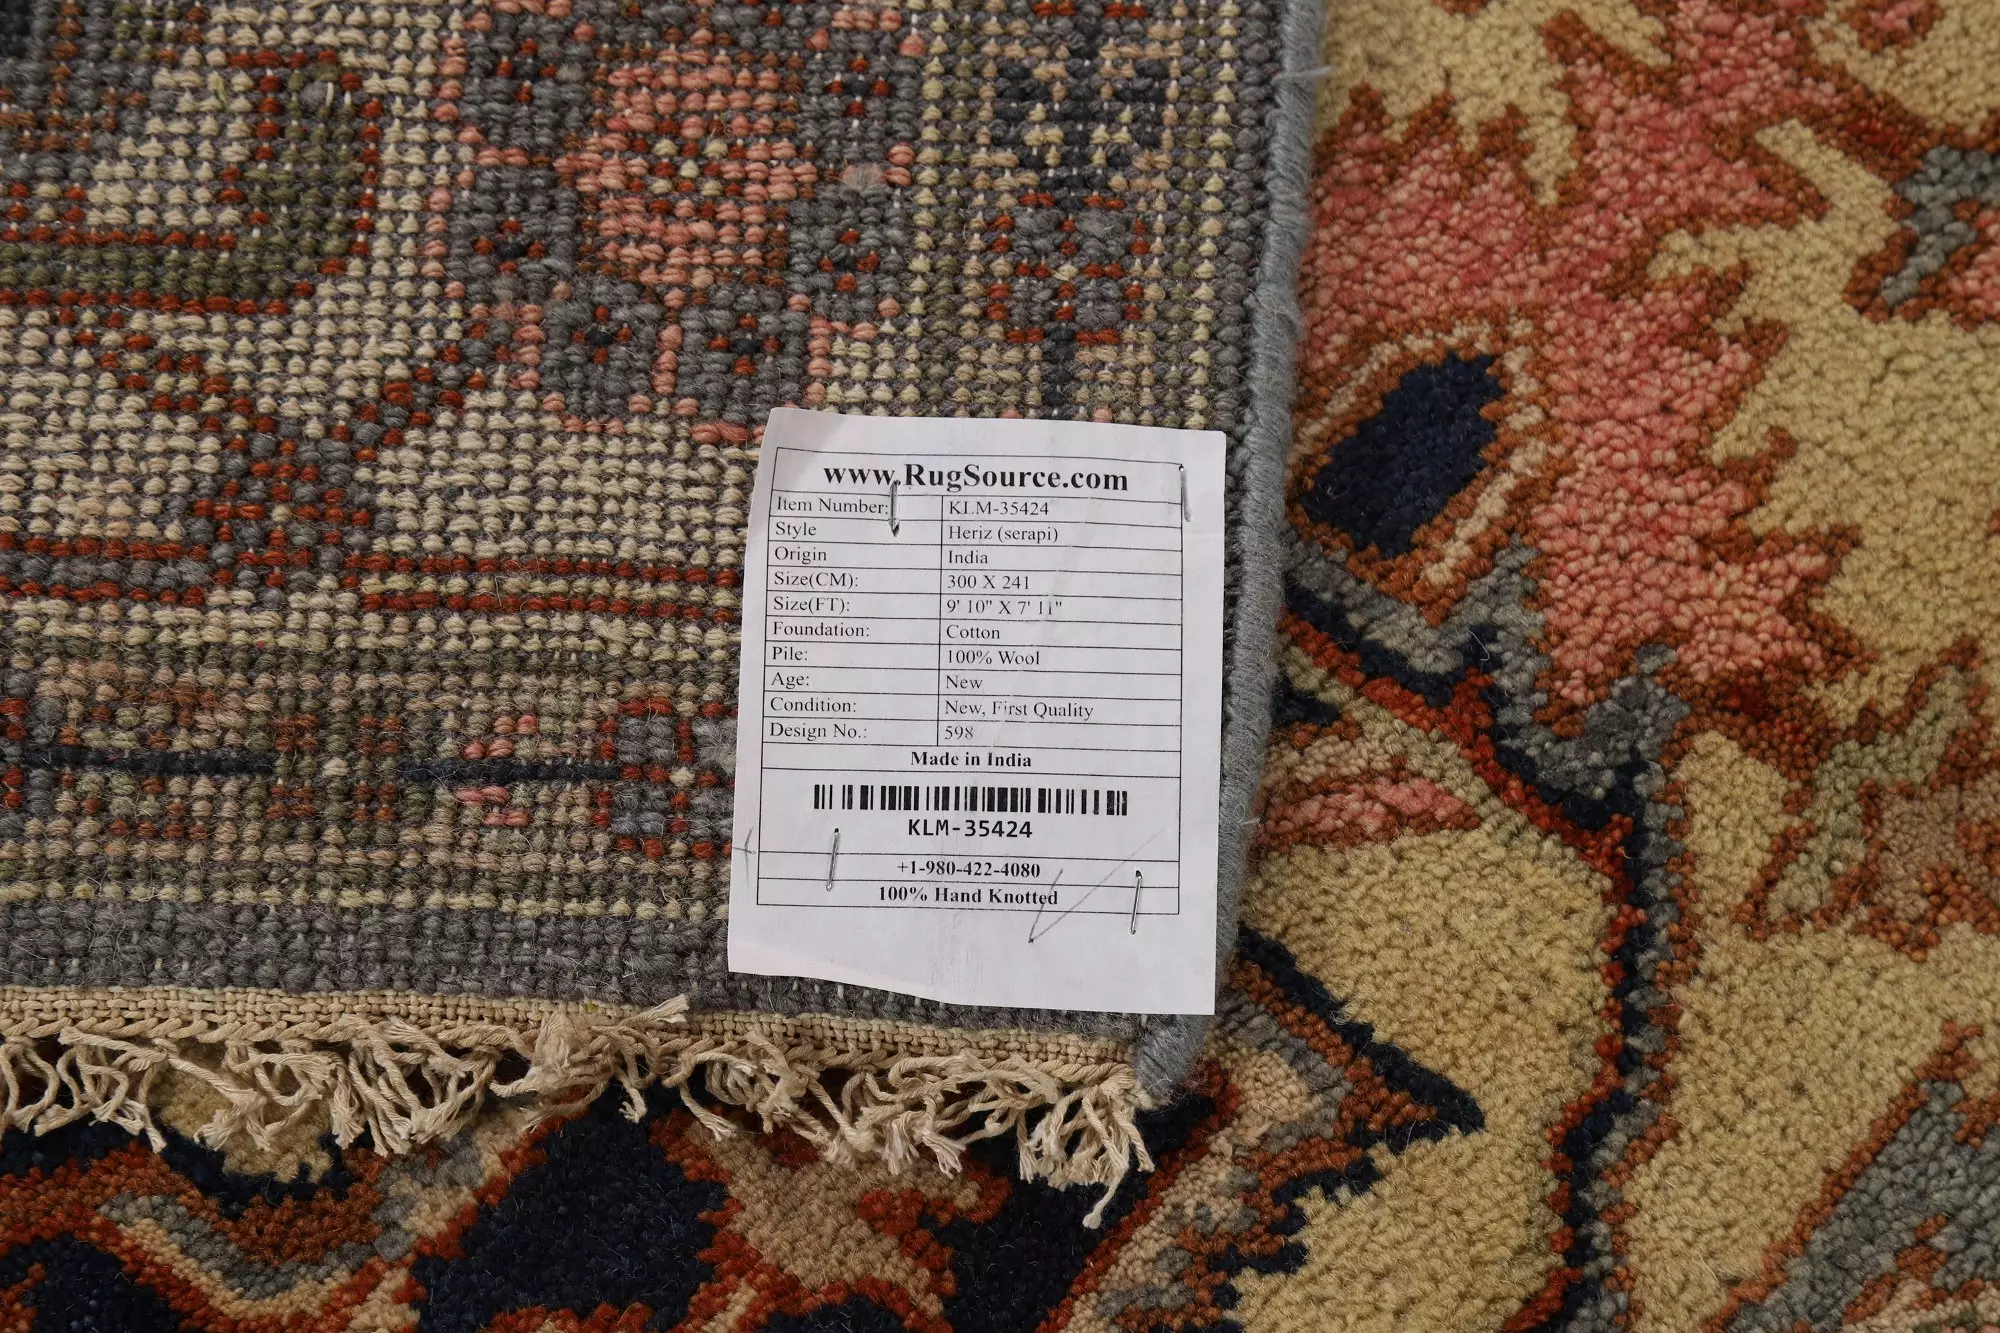 www.RugSource.com
Item Number: KLM-35424
Style Heriz (serapi)
Origin India
Size(CM): 300 X 241
Size(FT): 9' 10" X 7' 11"
Foundation: Cotton
Pile: 100% Wool
Age: New
Condition: New, First Quality
Design No.: 598
Made in India
KLM-35424
+1-980-422-4080
100% Hand Knotted